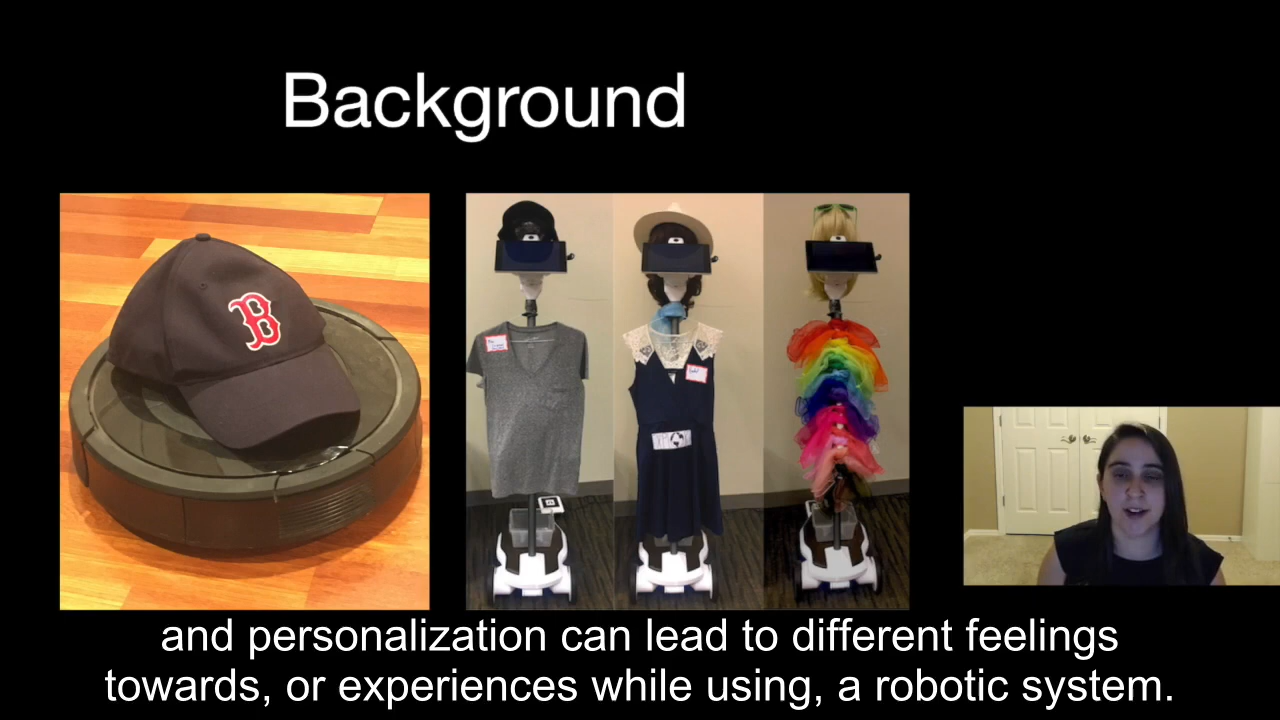 Background
B
and personalization can lead to different feelings
towards, or experiences while using, a robotic system.